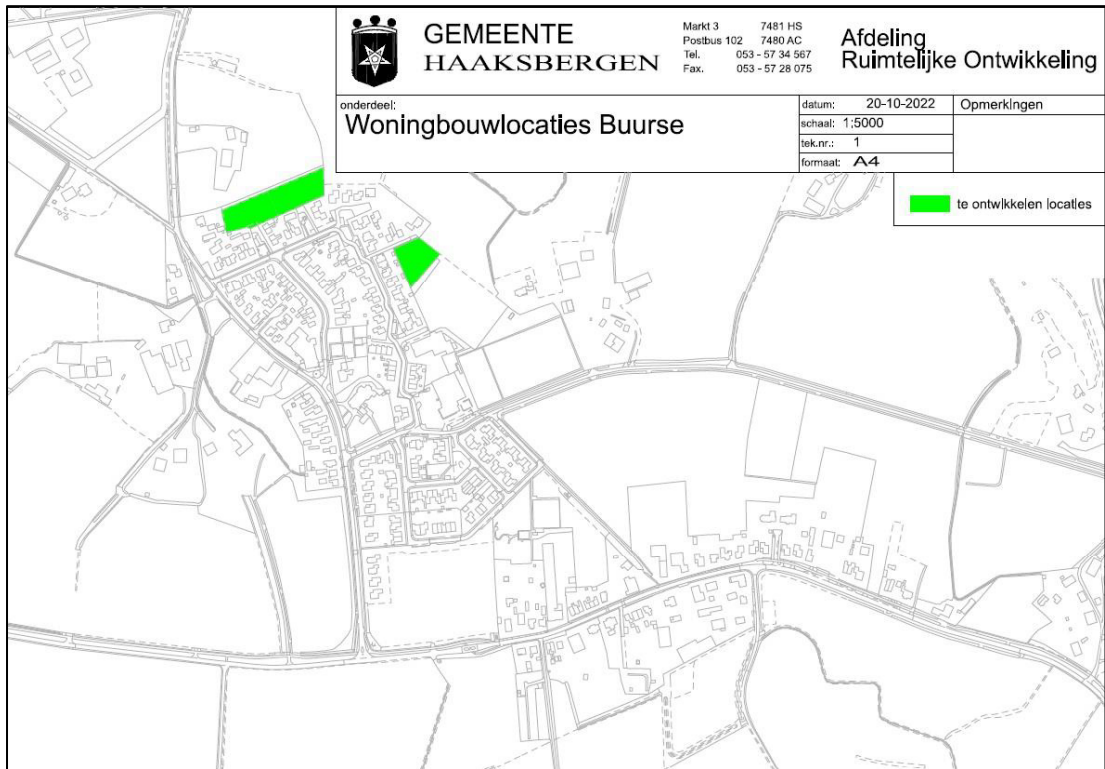 GEMEENTE
HAAKSBERGEN
Markt 3 7481 HS
Postbus 102 7480 AC
Tel. 053 - 57 34 567
Fax. 053 - 57 28 075
Afdeling
Ruimtelijke Ontwikkeling
onderdeel:
Woningbouwlocaties Buurse
datum: 20-10-2022
schaal: 1:5000
tek.nr.: 1
formaat: A4
Opmerkingen
te ontwikkelen locaties